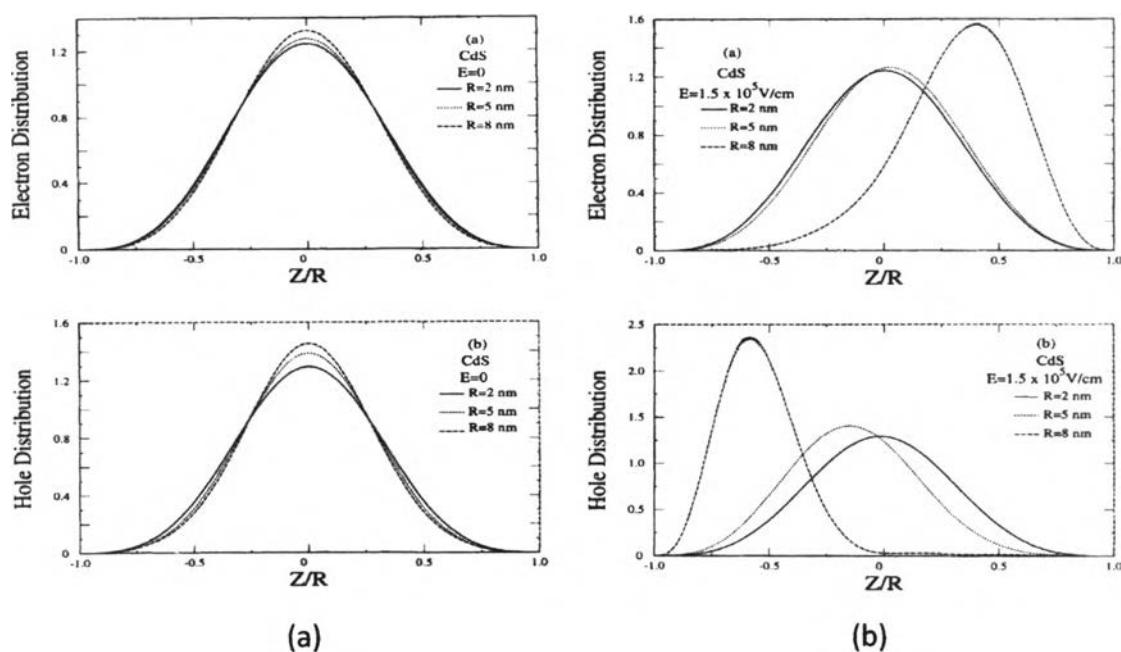 1.2
0.8
0.4
0
Electron Distribution
(a)
CdS
E=0
R=2 nm
R=5 nm
R=8 nm
-1.0 -0.5 0 0.5 1.0
Z/R
1.6
1.2
0.8
0.4
0
Electron Distribution
(a)
CdS
E=1.5 x 10^5V/cm
R=2 nm
R=5 nm
R=8 nm
-1.0 -0.5 0 0.5 1.0
Z/R
1.6
1.2
0.8
0.4
0
Hole Distribution
(b)
CdS
E=0
R=2 nm
R=5 nm
R=8 nm
-1.0 -0.5 0 0.5 1.0
Z/R
2.5
2.0
1.5
1.0
0.5
0
Hole Distribution
(b)
CdS
E=1.5 x 10^5V/cm
R=2 nm
R=5 nm
R=8 nm
-1.0 -0.5 0 0.5 1.0
Z/R
(a)
(b)